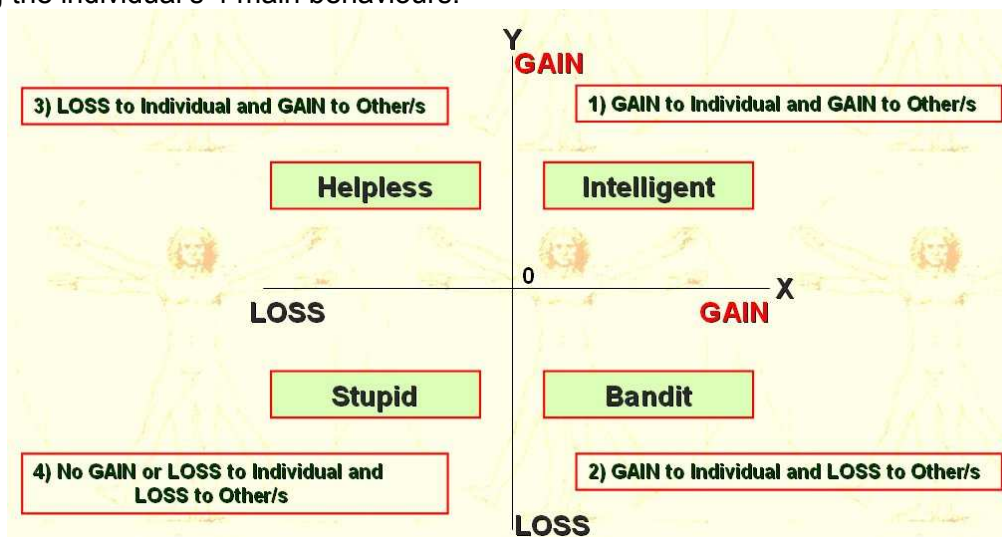 the individual's 4 main behaviours.
Y
GAIN
3) LOSS to Individual and GAIN to Other/s
1) GAIN to Individual and GAIN to Other/s
Helpless
Intelligent
0
X
LOSS
GAIN
Stupid
Bandit
4) No GAIN or LOSS to Individual and
LOSS to Other/s
2) GAIN to Individual and LOSS to Other/s
LOSS